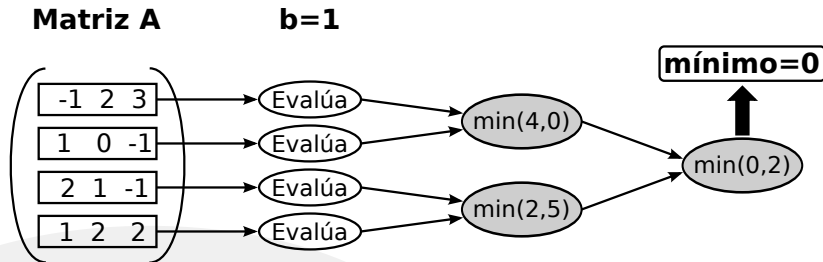 Matriz A
b=1
mínimo=0
-1 2 3
Evalúa
min(4,0)
1 0 -1
Evalúa
min(0,2)
2 1 -1
Evalúa
min(2,5)
1 2 2
Evalúa